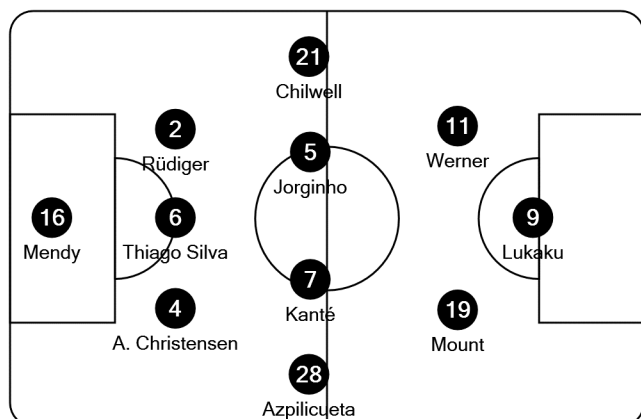 21
Chilwell
2
Rüdiger
11
Werner
5
Jorginho
16
Mendy
6
Thiago Silva
9
Lukaku
7
Kanté
4
A. Christensen
19
Mount
28
Azpilicueta